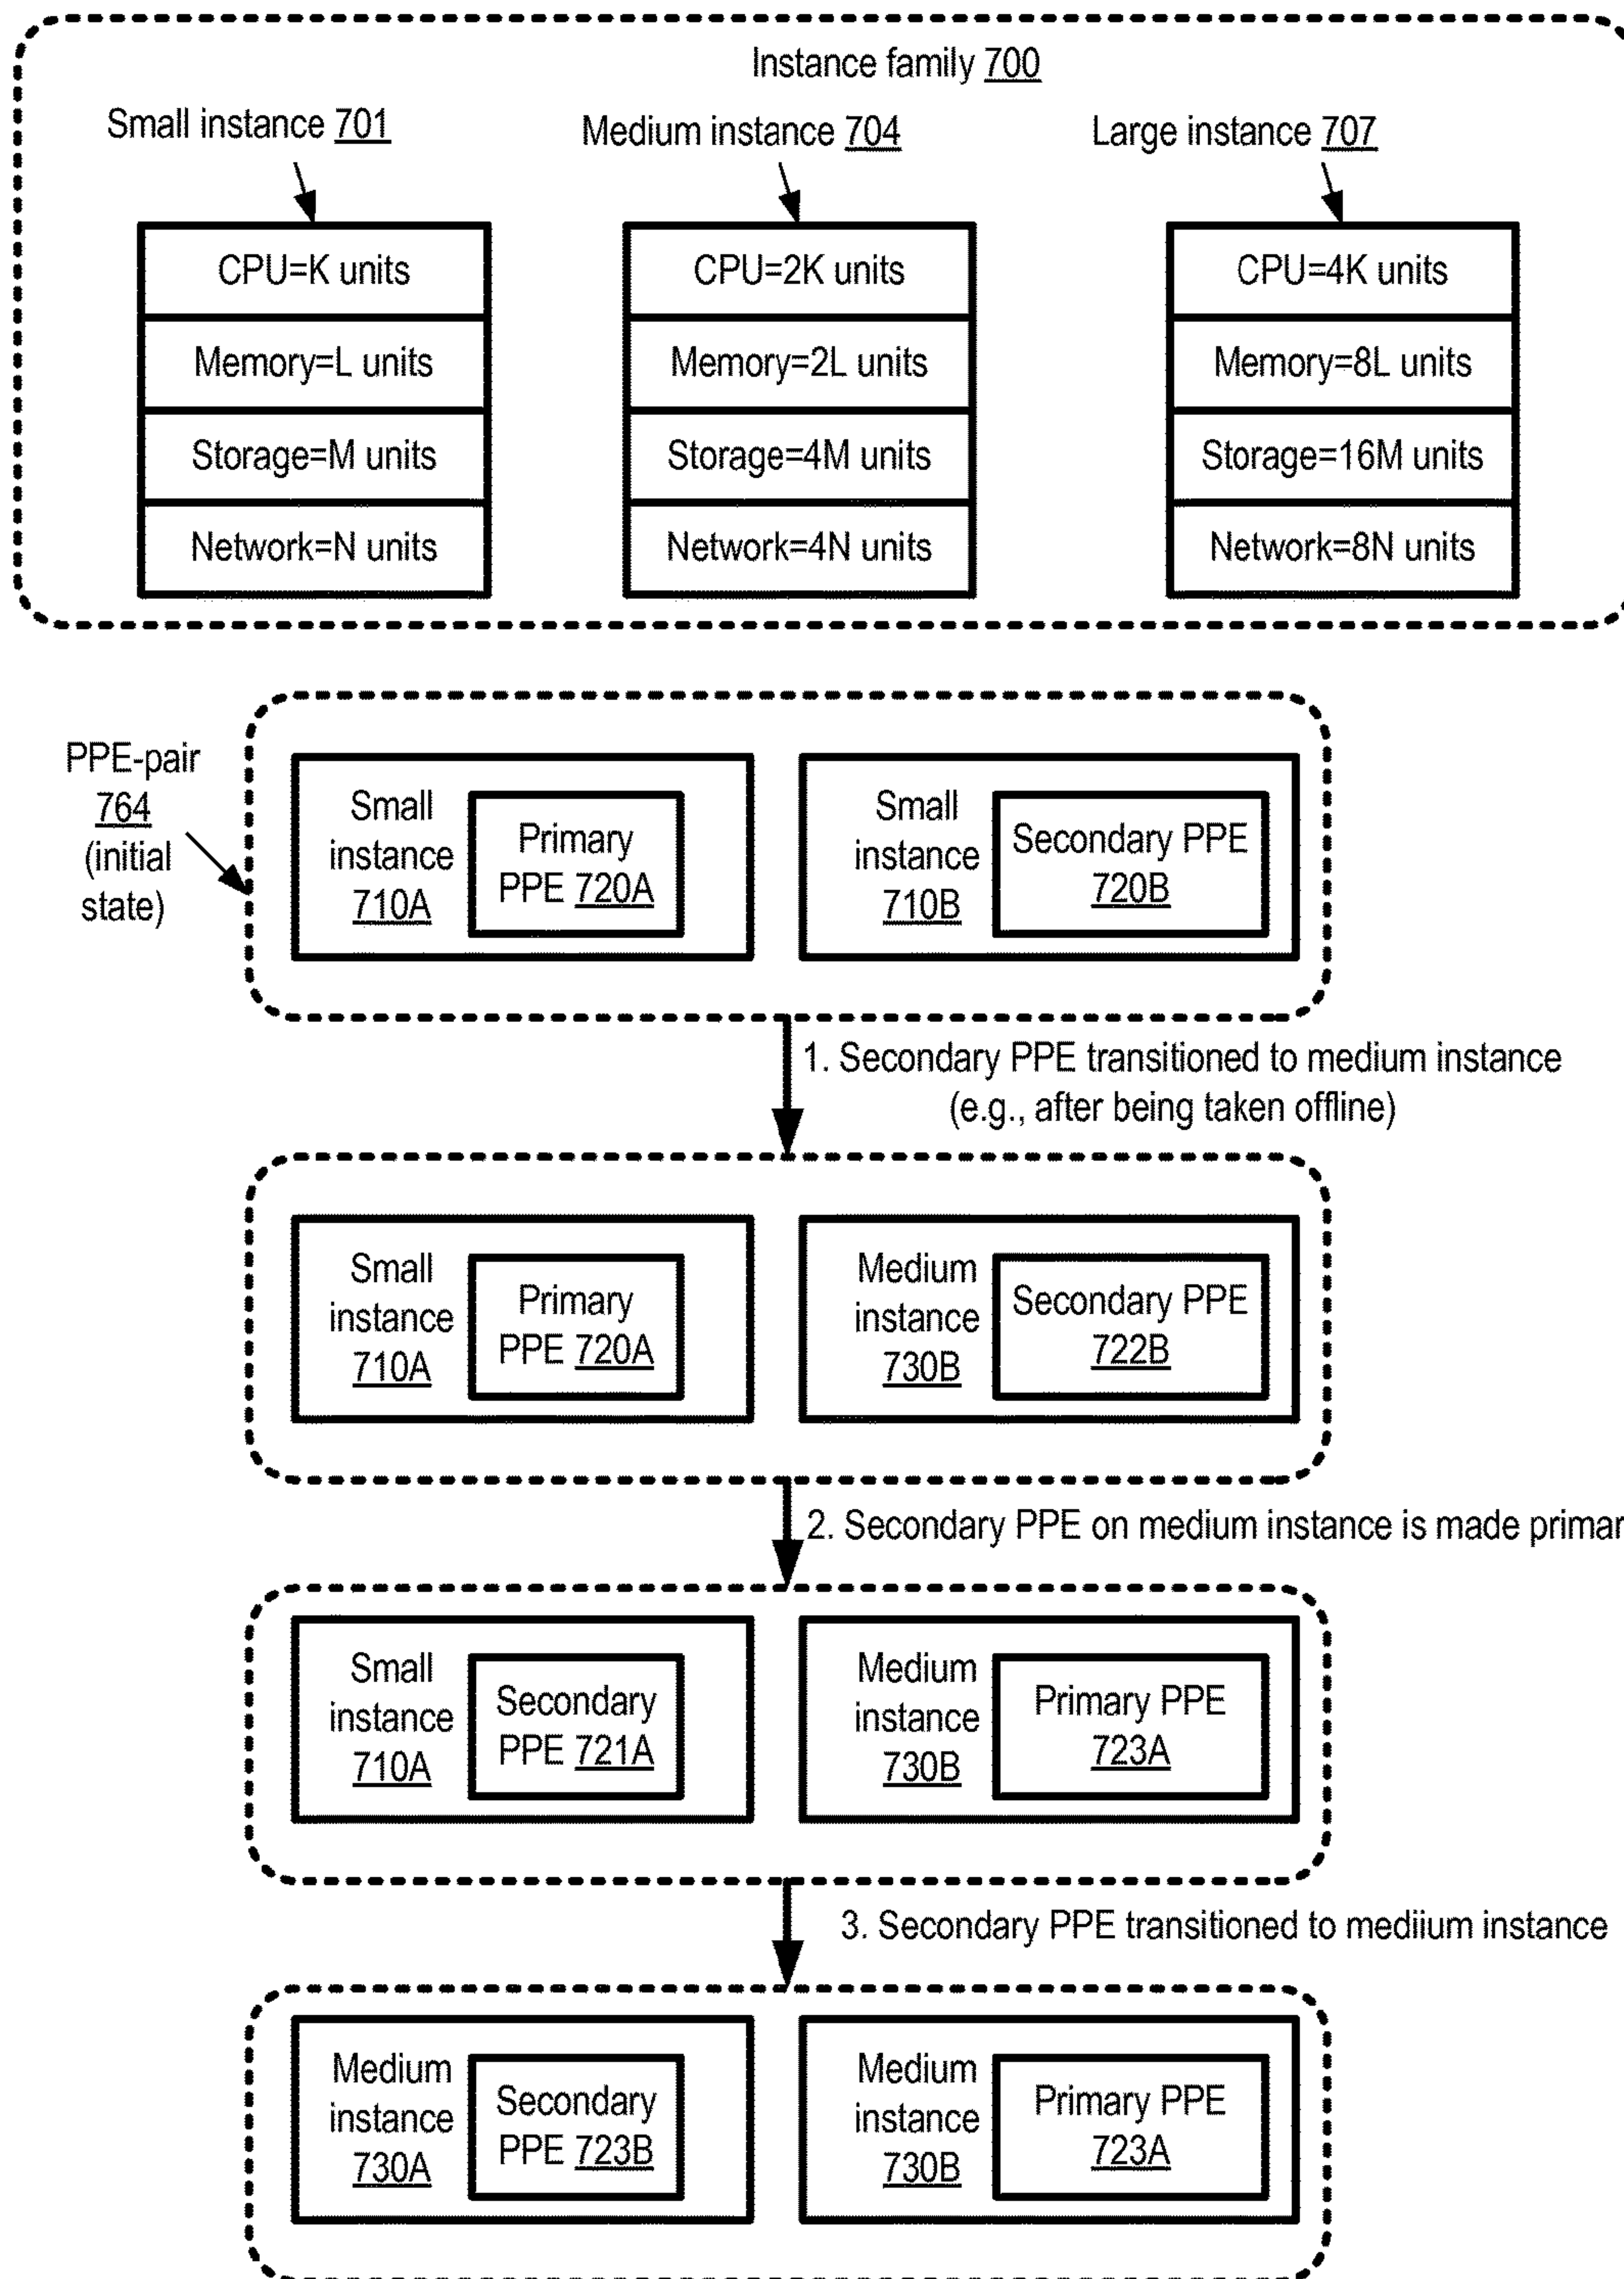 Instance family 700
Small instance 701
Medium instance 704
Large instance 707
CPU=K units
CPU=2K units
CPU=4K units
Memory=L units
Memory=2L units
Memory=8L units
Storage=M units
Storage=4M units
Storage=16M units
Network=N units
Network=4N units
Network=8N units
PPE-pair
764
(initial
state)
Small
instance
710A
Primary
PPE 720A
Small
instance
710B
Secondary PPE
720B
1. Secondary PPE transitioned to medium instance
(e.g., after being taken offline)
Small
instance
710A
Primary
PPE 720A
Medium
instance
730B
Secondary PPE
722B
2. Secondary PPE on medium instance is made primar
Small
instance
710A
Secondary
PPE 721A
Medium
instance
730B
Primary PPE
723A
3. Secondary PPE transitioned to mediium instance
Medium
instance
730A
Secondary
PPE 723B
Medium
instance
730B
Primary PPE
723A